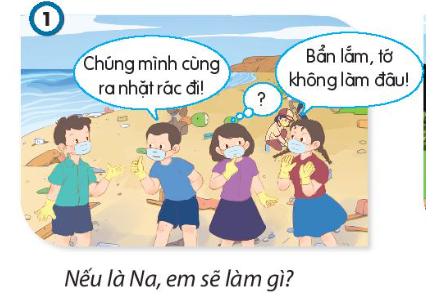 1
Chúng mình cùng
ra nhặt rác đi!
?
Bẩn lắm, tớ
không làm đâu!
Nếu là Na, em sẽ làm gì?